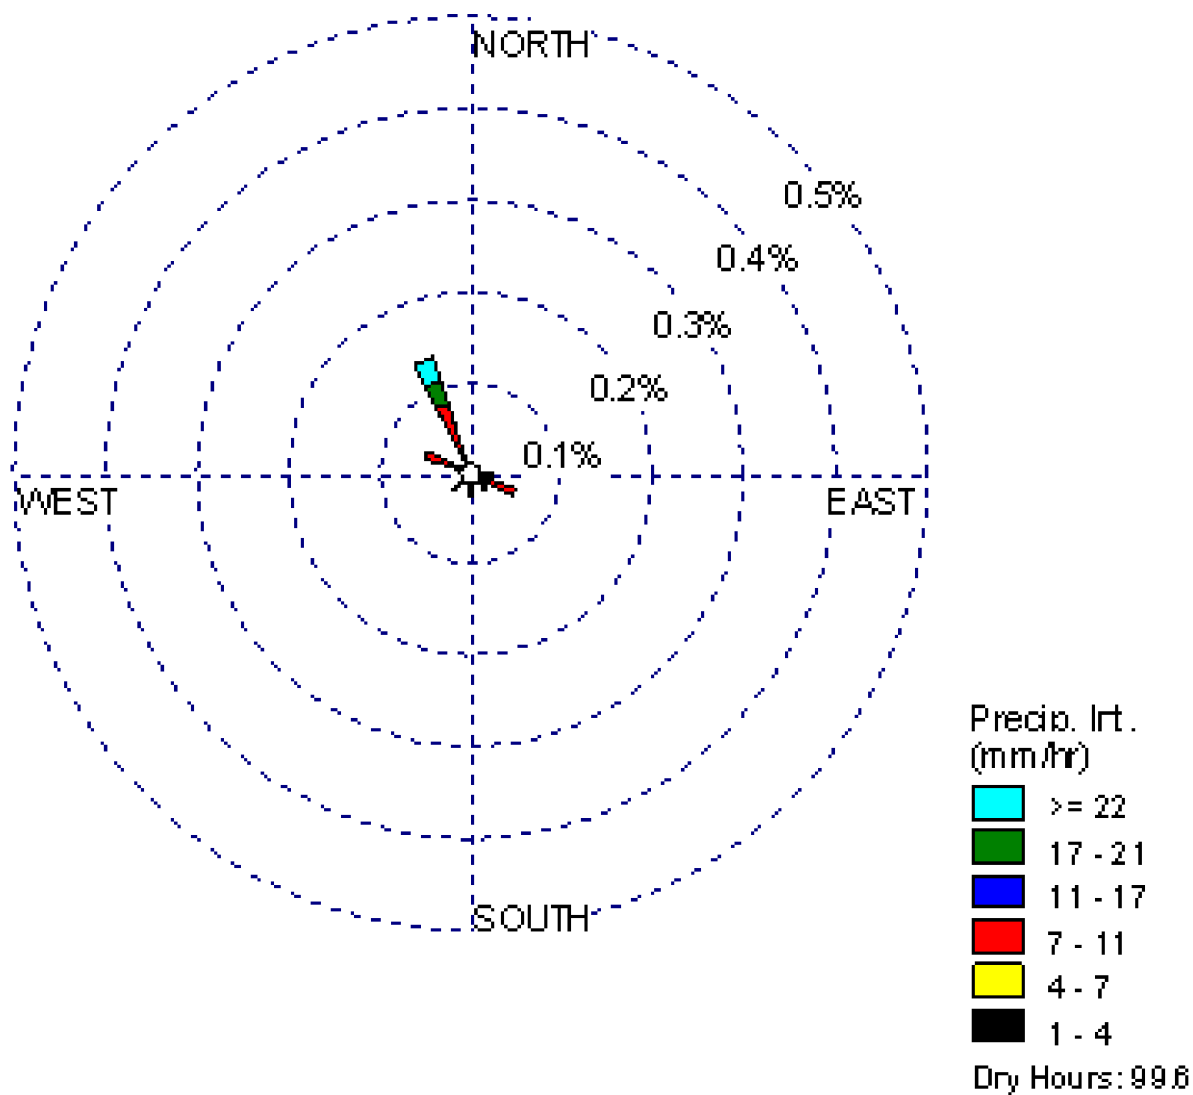 NORTH
0.5%
0.4%
0.3%
0.2%
0.1%
WEST
EAST
SOUTH
Precip. Irt.
(mm/hr)
>= 22
17 - 21
11 - 17
7 - 11
4 - 7
1 - 4
Dry Hours: 99.6